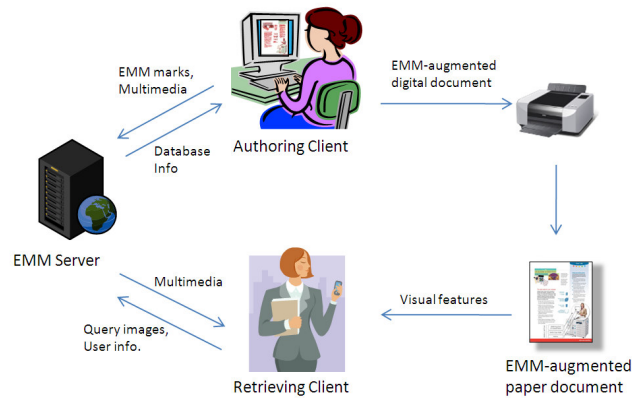 EMM marks,
Multimedia
EMM-augmented
digital document
Database
Info
Authoring Client
EMM Server
Multimedia
Visual features
Query images,
User info.
Retrieving Client
EMM-augmented
paper document